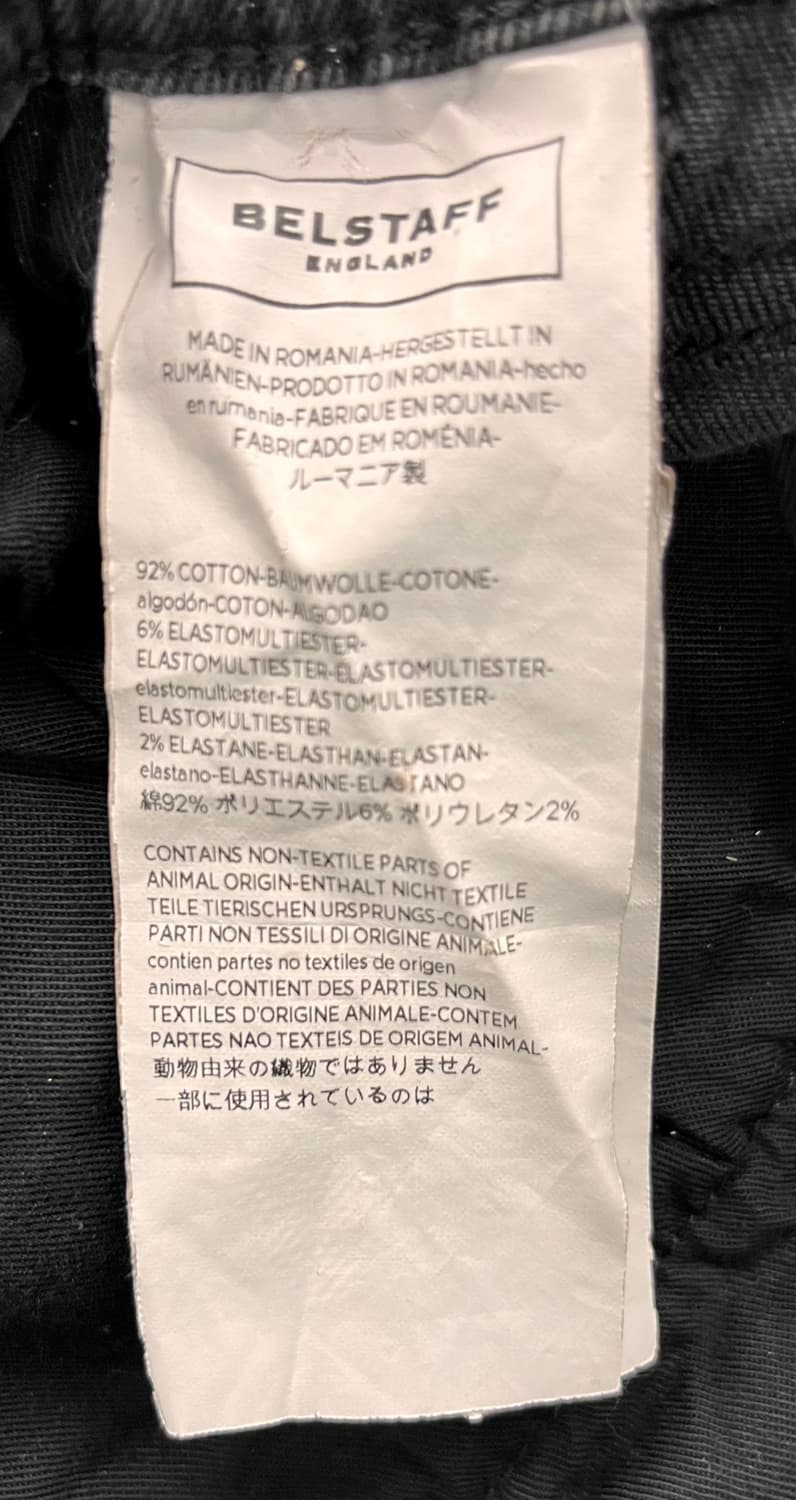 BELSTAFF
ENGLAND
MADE IN ROMANIA-HERGESTELLT IN
RUMÄNIEN-PRODOTTO IN ROMANIA-hecho
en rumania-FABRIQUE EN ROUMANIE-
FABRICADO EM ROMÉNIA-
ルーマニア製
92% COTTON-BAUMWOLLE-COTONE-
algodón-COTON-ALGODAO
6% ELASTOMULTIESTER-
ELASTOMULTIESTER-ELASTOMULTIESTER-
elastomultiester-ELASTOMULTIESTER-
ELASTOMULTIESTER
2% ELASTANE-ELASTHAN-ELASTAN-
elastano-ELASTHANNE-ELASTANO
綿92% ポリエステル6% ポリウレタン2%
CONTAINS NON-TEXTILE PARTS OF
ANIMAL ORIGIN-ENTHALT NICHT TEXTILE
TEILE TIERISCHEN URSPRUNGS-CONTIENE
PARTI NON TESSILI DI ORIGINE ANIMALE-
contien partes no textiles de origen
animal-CONTIENT DES PARTIES NON
TEXTILES D'ORIGINE ANIMALE-CONTEM
PARTES NAO TEXTEIS DE ORIGEM ANIMAL-
動物由来の織物ではありません
一部に使用されているのは